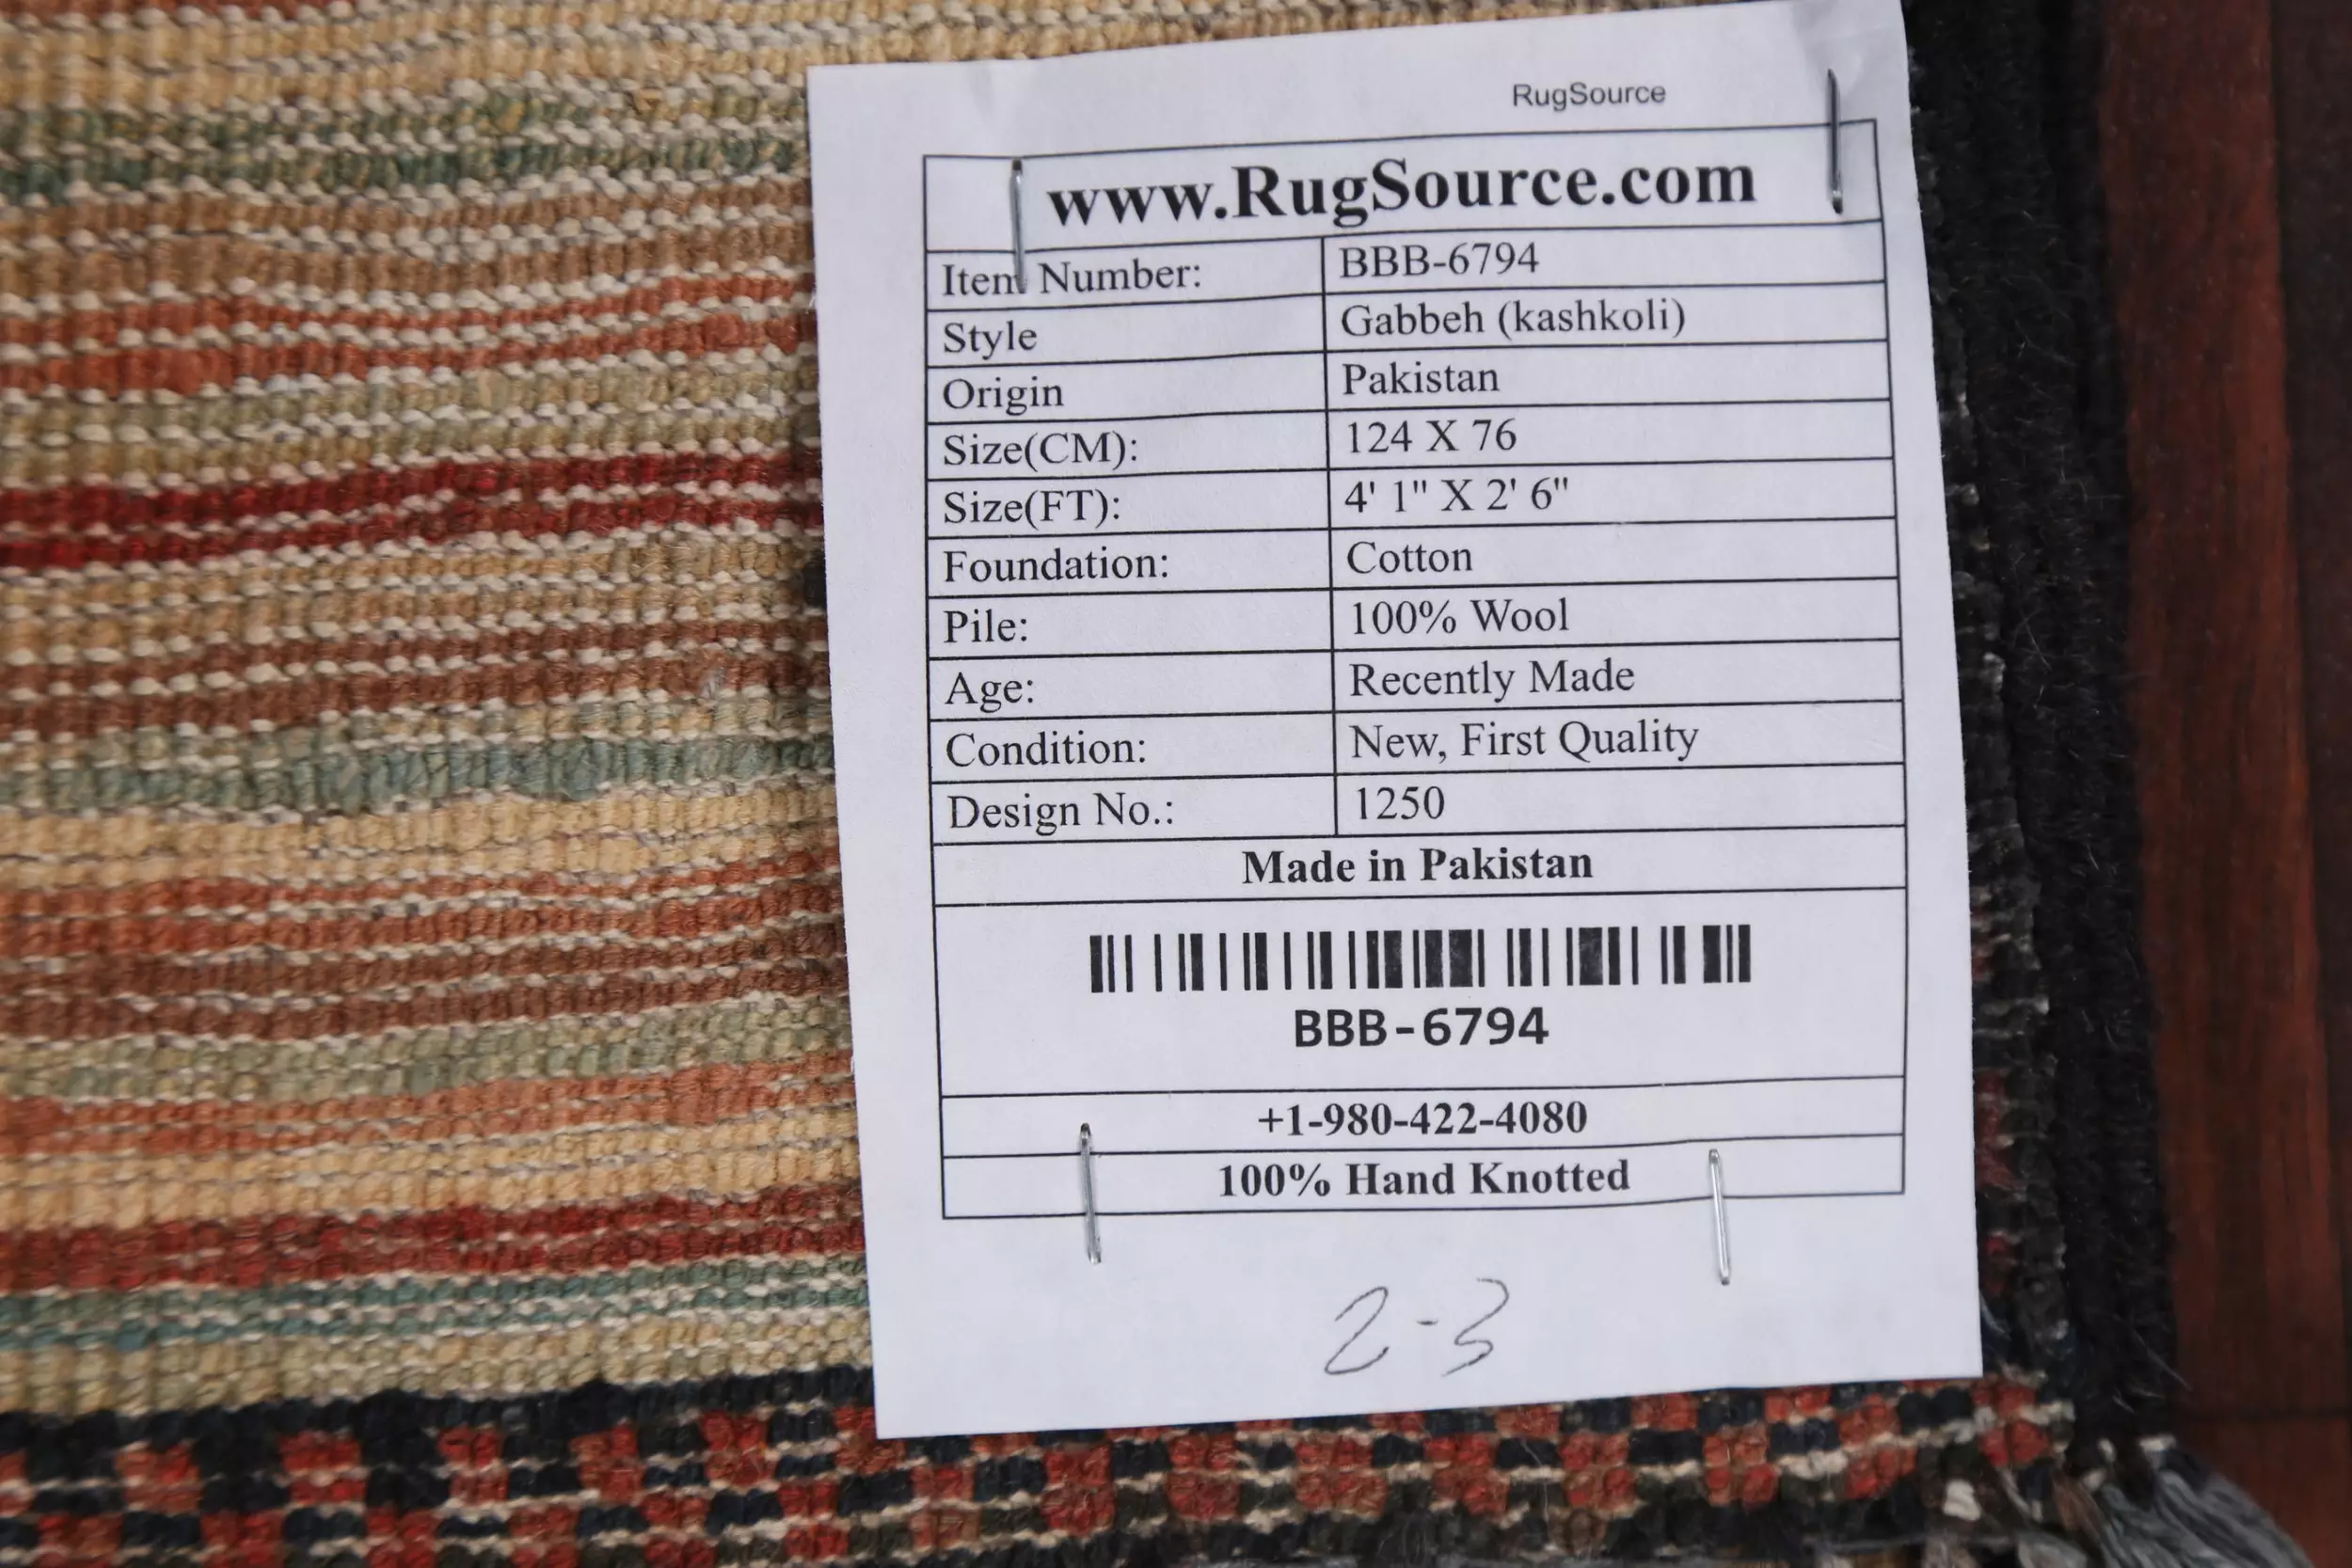 RugSource
www.RugSource.com
Item Number: BBB-6794
Style Gabbeh (kashkoli)
Origin Pakistan
Size(CM): 124 X 76
Size(FT): 4' 1" X 2' 6"
Foundation: Cotton
Pile: 100% Wool
Age: Recently Made
Condition: New, First Quality
Design No.: 1250
Made in Pakistan
BBB-6794
+1-980-422-4080
100% Hand Knotted
2-3